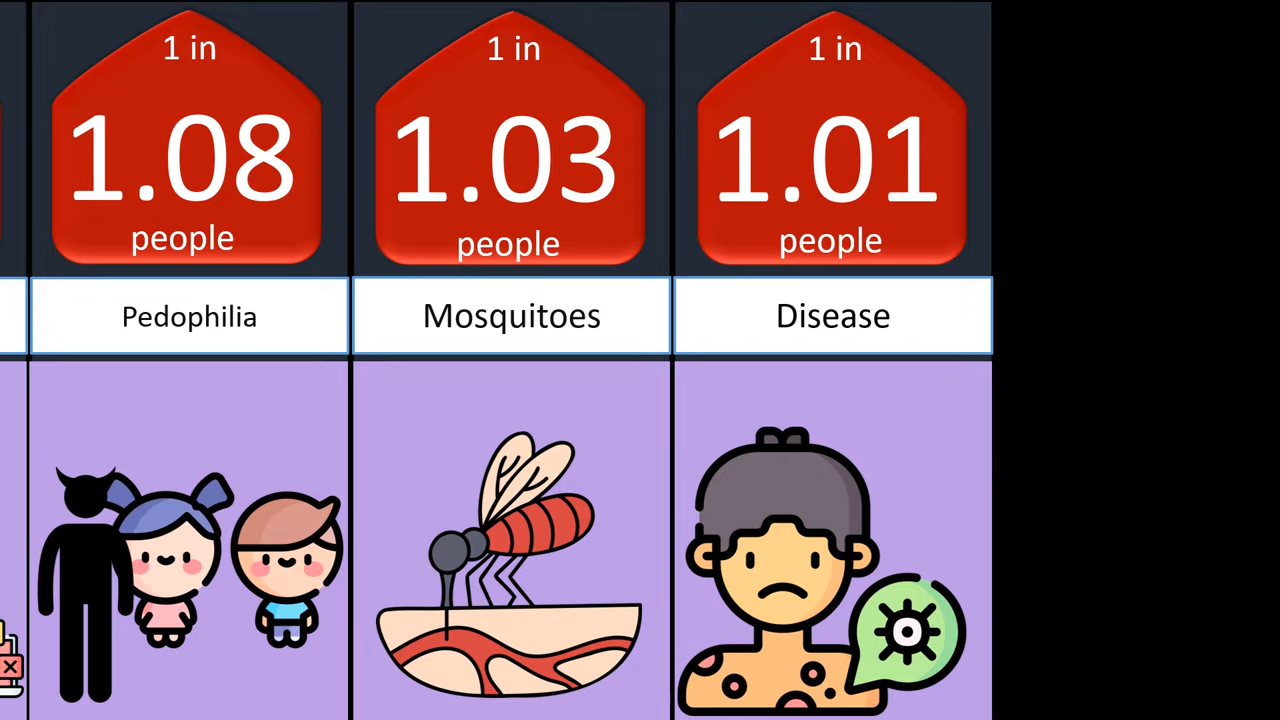 1 in
1.08
people
Pedophilia
1 in
1.03
people
Mosquitoes
1 in
1.01
people
Disease